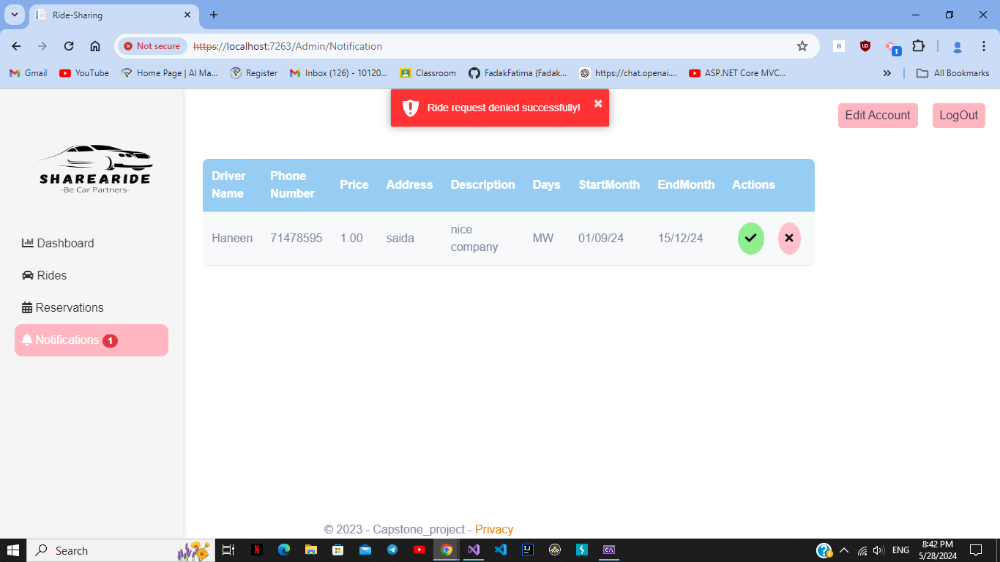 Ride-Sharing
Not secure
https://localhost:7263/Admin/Notification
B
UD
1
Gmail
YouTube
Home Page | AI Ma...
Register
Inbox (126) - 10120...
Classroom
FadakFatima (Fadak...
https://chat.openai....
ASP.NET Core MVC...
All Bookmarks
Ride request denied successfully!
Edit Account
LogOut
SHAREARIDE
-Be Car Partners-
Dashboard
Rides
Reservations
Notifications 1
Driver Name Phone Number Price Address Description Days StartMonth EndMonth Actions
Haneen 71478595 1.00 saida nice company MW 01/09/24 15/12/24
© 2023 - Capstone_project - Privacy
Search
N
IJ
C:\
ENG
8:42 PM
5/28/2024